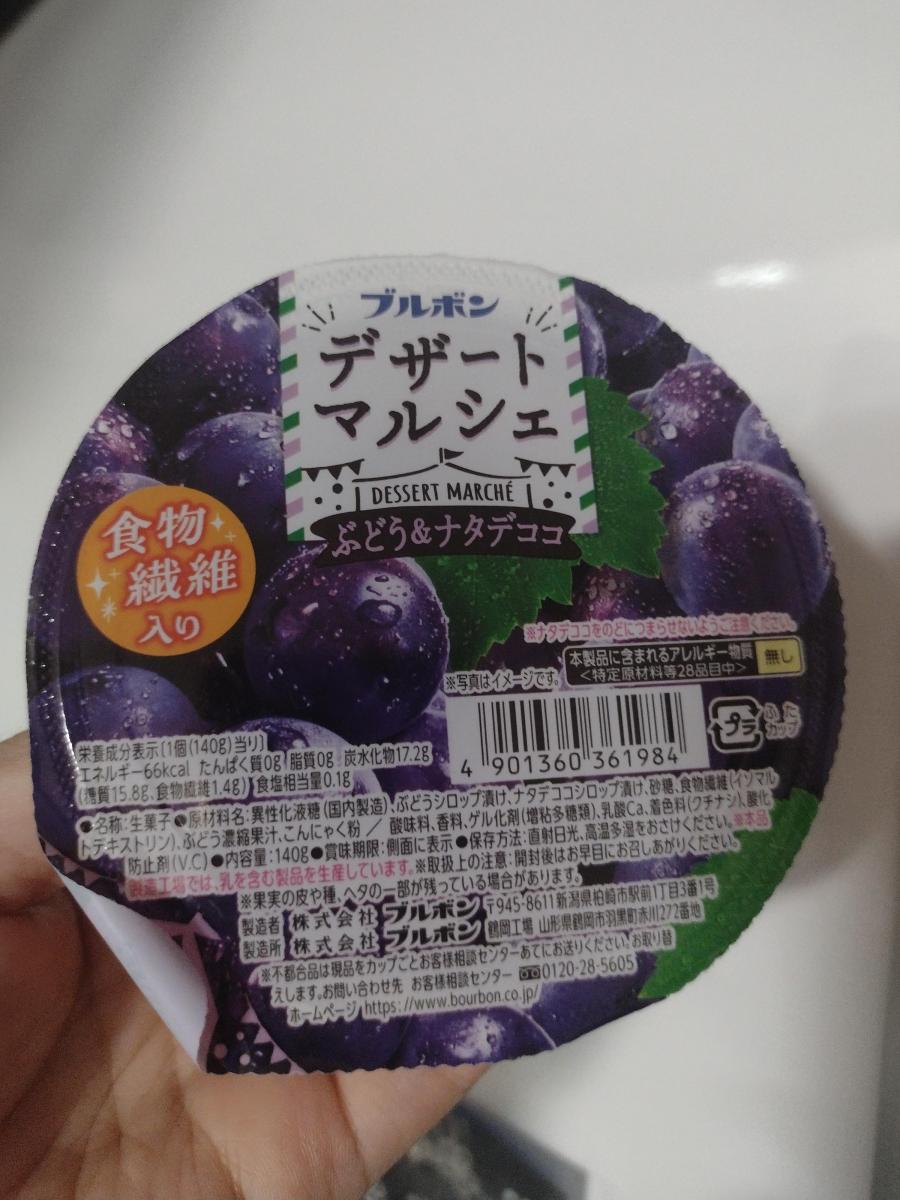 ブルボン
デザート
マルシェ
DESSERT MARCHÉ
ぶどう&ナタデココ
食物
繊維
入り
※ナタデココをのどにつまらせないようご注意ください。
本製品に含まれるアレルギー物質
<特定原材料等28品目中>
無し
※写真はイメージです。
4 901360 361984
プラ
ふた
カップ
栄養成分表示〔1個(140g)当り〕
エネルギー66kcal たんぱく質0g 脂質0g 炭水化物17.2g
(糖質15.8g、食物繊維1.4g) 食塩相当量0.1g
●名称:生菓子●原材料名:異性化液糖(国内製造)、ぶどうシロップ漬け、ナタデココシロップ漬け、砂糖、食物繊維(イソマル
トデキストリン)、ぶどう濃縮果汁、こんにゃく粉 / 酸味料、香料、ゲル化剤(増粘多糖類)、乳酸Ca、着色料(クチナシ)、酸化
防止剤(V.C)●内容量:140g●賞味期限:側面に表示●保存方法:直射日光、高温多湿をおさけください。※本品
製造工場では、乳を含む製品を生産しています。※取扱上の注意:開封後はお早目にお召しあがりください。
※果実の皮や種、ヘタの一部が残っている場合があります。
製造者 株式会社 ブルボン 〒945-8611新潟県柏崎市駅前1丁目3番1号
製造所 株式会社 ブルボン 鶴岡工場 山形県鶴岡市羽黒町赤川272番地
※不都合品は現品をカップごとお客様相談センターあてにお送りください。お取り替
えします。お問い合わせ先 お客様相談センター 0120-28-5605
ホームページ https://www.bourbon.co.jp/